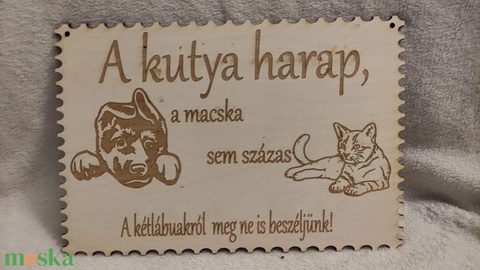 A kutya harap,
a macska
sem százas
A kétlábuakról meg ne is beszéljünk!
meska